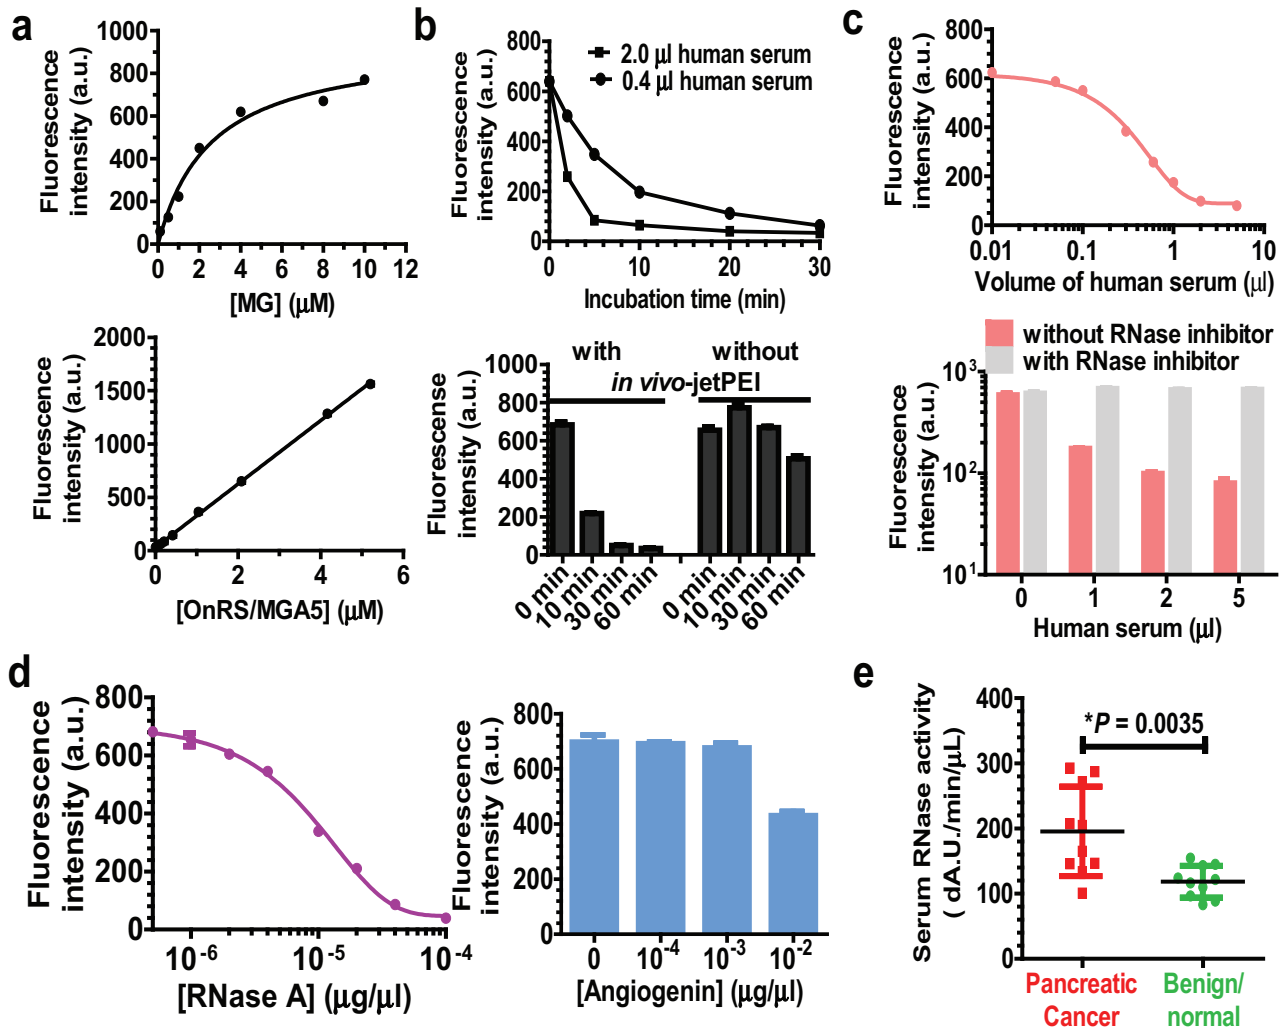 a
Fluorescence
intensity (a.u.)
1000
800
600
400
200
0
0 2 4 6 8 10 12
[MG] (μM)
Fluorescence
intensity (a.u.)
2000
1500
1000
500
0
0 2 4 6
[OnRS/MGA5] (μM)
b
Fluorescence
intensity (a.u.)
800
600
400
200
0
2.0 μl human serum
0.4 μl human serum
0 10 20 30
Incubation time (min)
with without
in vivo-jetPEI
Fluorescense
intensity (a.u.)
1000
800
600
400
200
0
0 min 10 min 30 min 60 min 0 min 10 min 30 min 60 min
c
Fluorescence
intensity (a.u.)
800
600
400
200
0
0.01 0.1 1 10
Volume of human serum (μl)
without RNase inhibitor
with RNase inhibitor
Fluorescence
intensity (a.u.)
10³
10²
10¹
0 1 2 5
Human serum (μl)
d
Fluorescence
intensity (a.u.)
800
600
400
200
0
10⁻⁶ 10⁻⁵ 10⁻⁴
[RNase A] (μg/μl)
Fluorescence
intensity (a.u.)
800
600
400
200
0
0 10⁻⁴ 10⁻³ 10⁻²
[Angiogenin] (μg/μl)
e
Serum RNase activity
( dA.U./min/μL)
400
300
200
100
0
*P = 0.0035
Pancreatic
Cancer
Benign/
normal